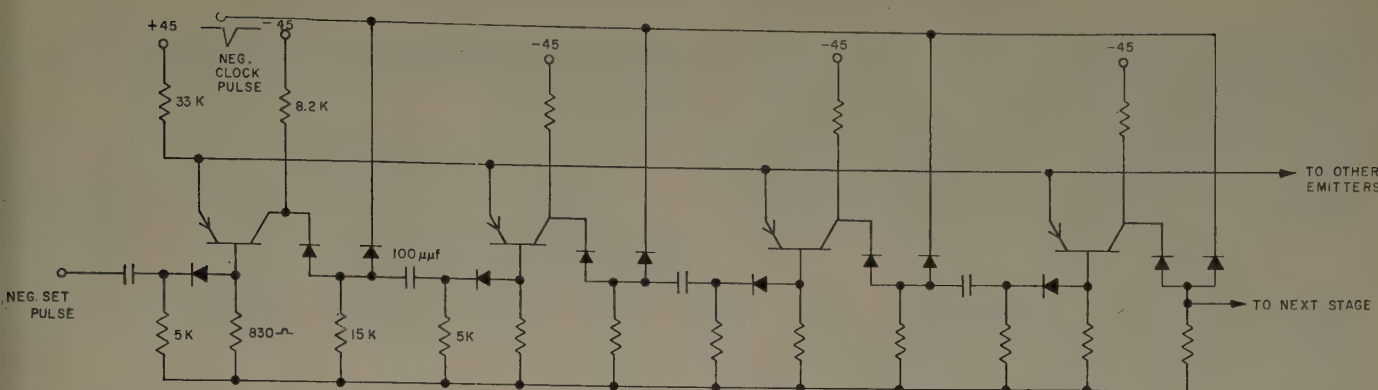 +45
-45
NEG.
CLOCK
PULSE
33 K
8.2 K
-45
-45
-45
TO OTHER
EMITTERS
100 μμf
NEG. SET
PULSE
5K
830 Ω
15 K
5K
TO NEXT STAGE